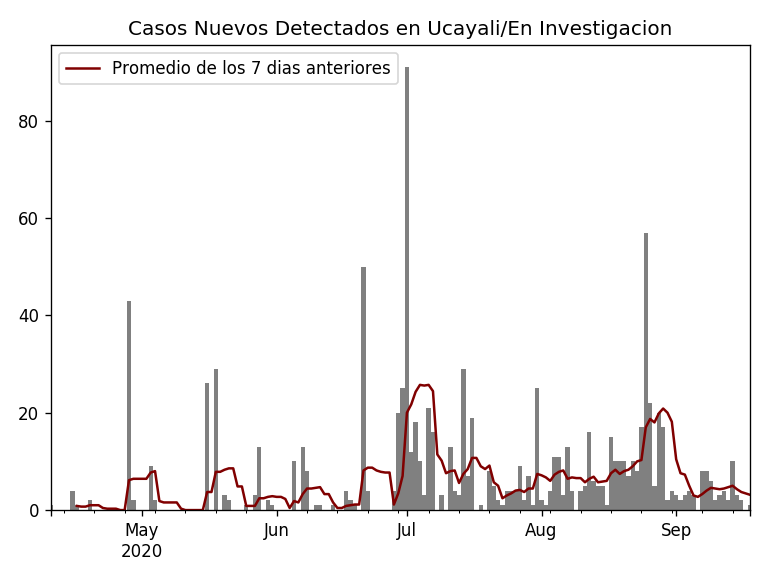 Casos Nuevos Detectados en Ucayali/En Investigacion
Promedio de los 7 dias anteriores
80
60
40
20
0
May Jun Jul Aug Sep
2020